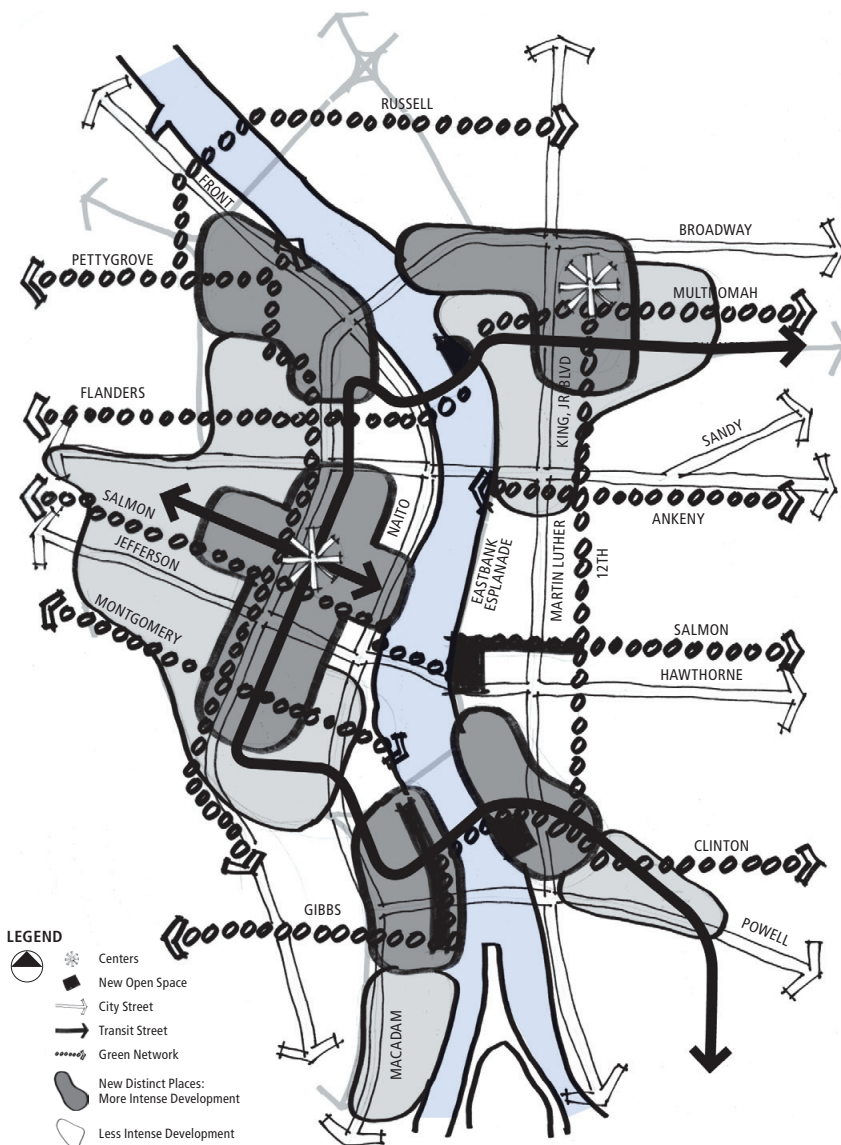 RUSSELL
FRONT
BROADWAY
PETTYGROVE
MULTNOMAH
FLANDERS
KING, JR. BLVD
SANDY
SALMON
NAITO
ANKENY
JEFFERSON
EASTBANK
ESPLANADE
MARTIN LUTHER
12TH
MONTGOMERY
SALMON
HAWTHORNE
CLINTON
GIBBS
POWELL
MACADAM
LEGEND
Centers
New Open Space
City Street
Transit Street
Green Network
New Distinct Places:
More Intense Development
Less Intense Development